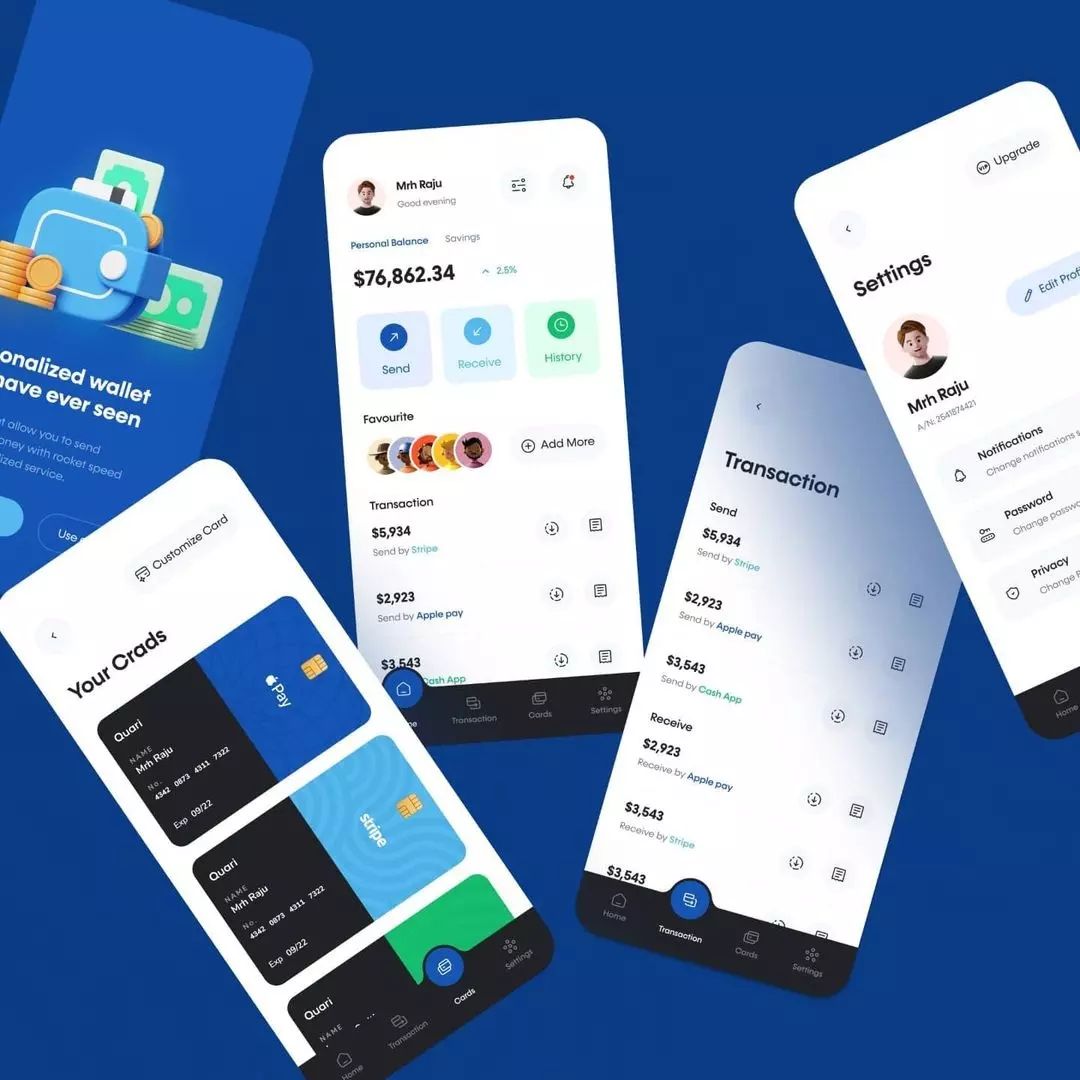 onalized wallet
have ever seen
t allow you to send
oney with rocket speed
ized service.
Use
Mrh Raju
Good evening
Personal Balance
Savings
$76,862.34
2.5%
Send
Receive
History
Favourite
Add More
Transaction
$5,934
Send by Stripe
$2,923
Send by Apple pay
$3,543
Cash App
Transaction
Cards
Settings
VIP
Upgrade
Settings
Edit Prof
Mrh Raju
A/N: 2541874421
Notifications
Change notifications s
Password
Change passwo
Privacy
Change
Home
Transaction
Send
$5,934
Send by Stripe
$2,923
Send by Apple pay
$3,543
Send by Cash App
Receive
$2,923
Receive by Apple pay
$3,543
Receive by Stripe
$3,543
Home
Transaction
Cards
Settings
Customize Card
Your Crads
Quari
NAME
Mrh Raju
No.
4342 0873 4311 7322
Exp 09/22
Pay
Quari
NAME
Mrh Raju
No.
4342 0873 4311 7322
Exp 09/22
stripe
Quari
NAME
Home
Transaction
Cards
Settings